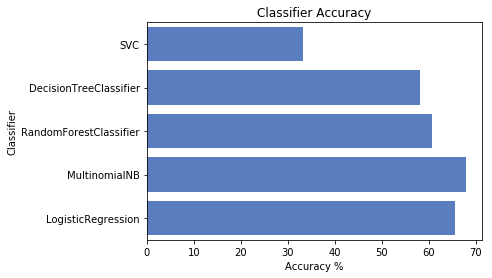 Classifier Accuracy
Classifier
SVC
DecisionTreeClassifier
RandomForestClassifier
MultinomialNB
LogisticRegression
0 10 20 30 40 50 60 70
Accuracy %